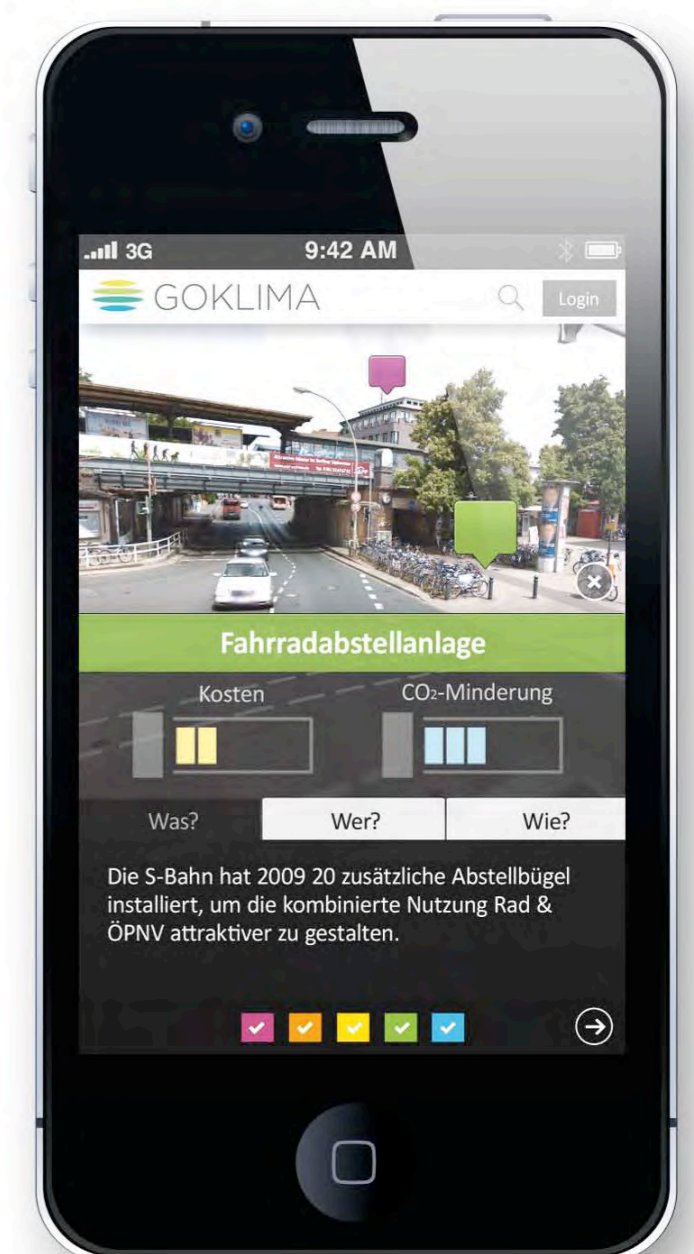 3G 9:42 AM
GOKLIMA Login
Fahrradabstellanlage
Kosten CO₂-Minderung
Was? Wer? Wie?
Die S-Bahn hat 2009 20 zusätzliche Abstellbügel
installiert, um die kombinierte Nutzung Rad &
ÖPNV attraktiver zu gestalten.